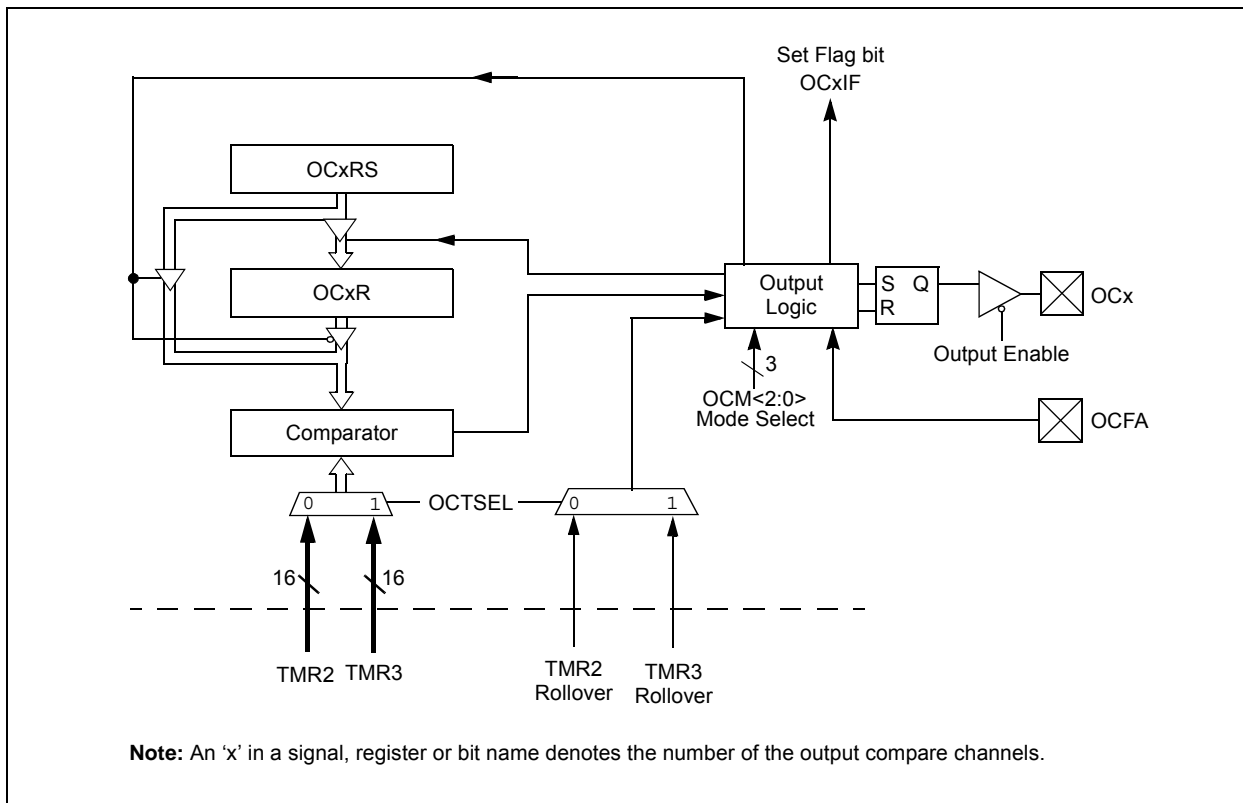 Set Flag bit
OCxIF
OCxRS
OCxR
Output
Logic
S Q
R
OCx
Output Enable
3
OCM<2:0>
Mode Select
OCFA
Comparator
0 1
OCTSEL
0 1
16
16
TMR2
TMR3
TMR2
Rollover
TMR3
Rollover
Note: An ‘x’ in a signal, register or bit name denotes the number of the output compare channels.